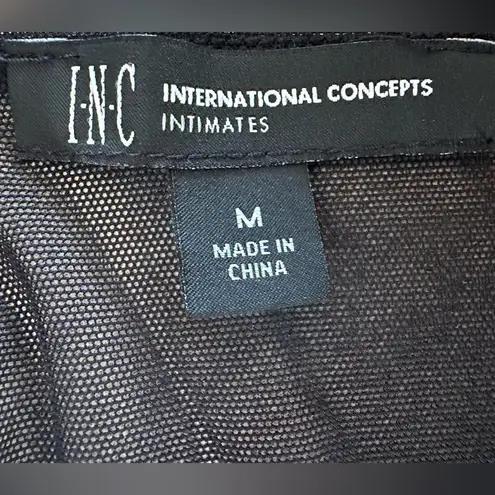 I·N·C INTERNATIONAL CONCEPTS
INTIMATES
M
MADE IN
CHINA